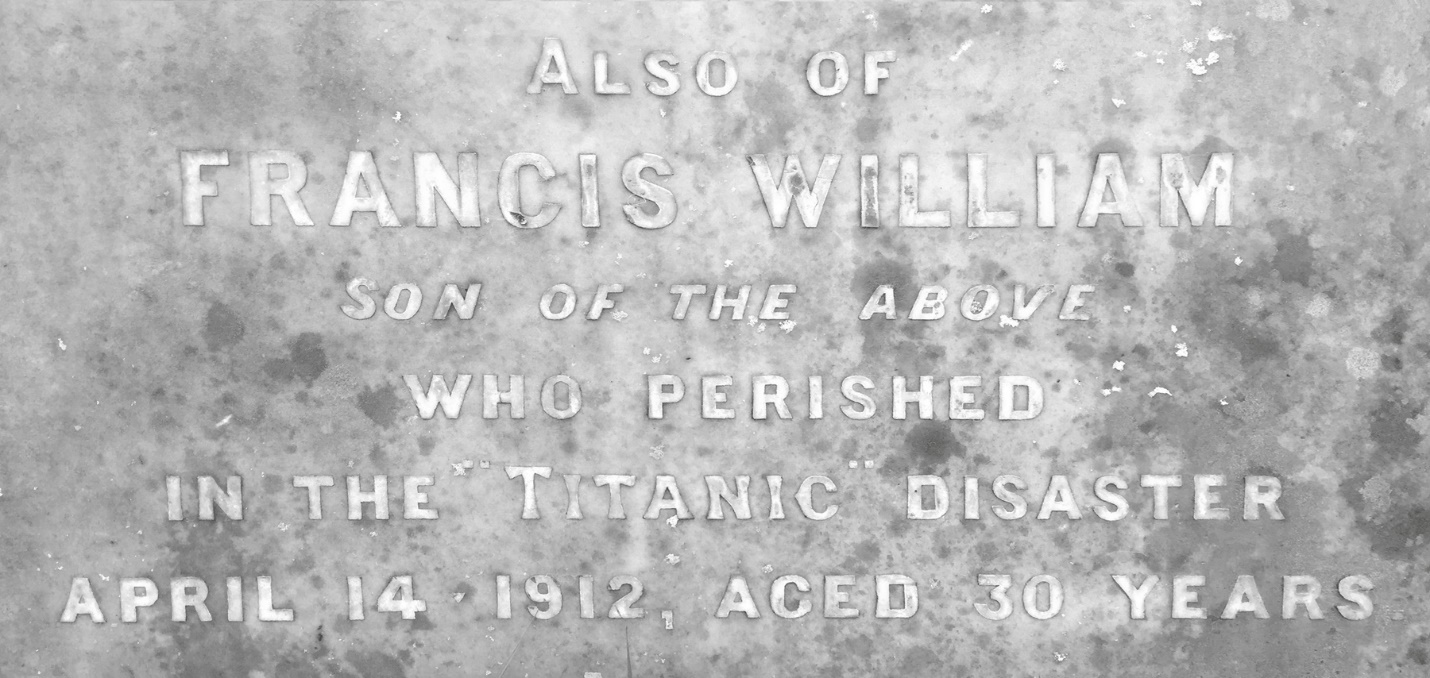 ALSO OF
FRANCIS WILLIAM
SON OF THE ABOVE
WHO PERISHED
IN THE "TITANIC" DISASTER
APRIL 14 · 1912, AGED 30 YEARS